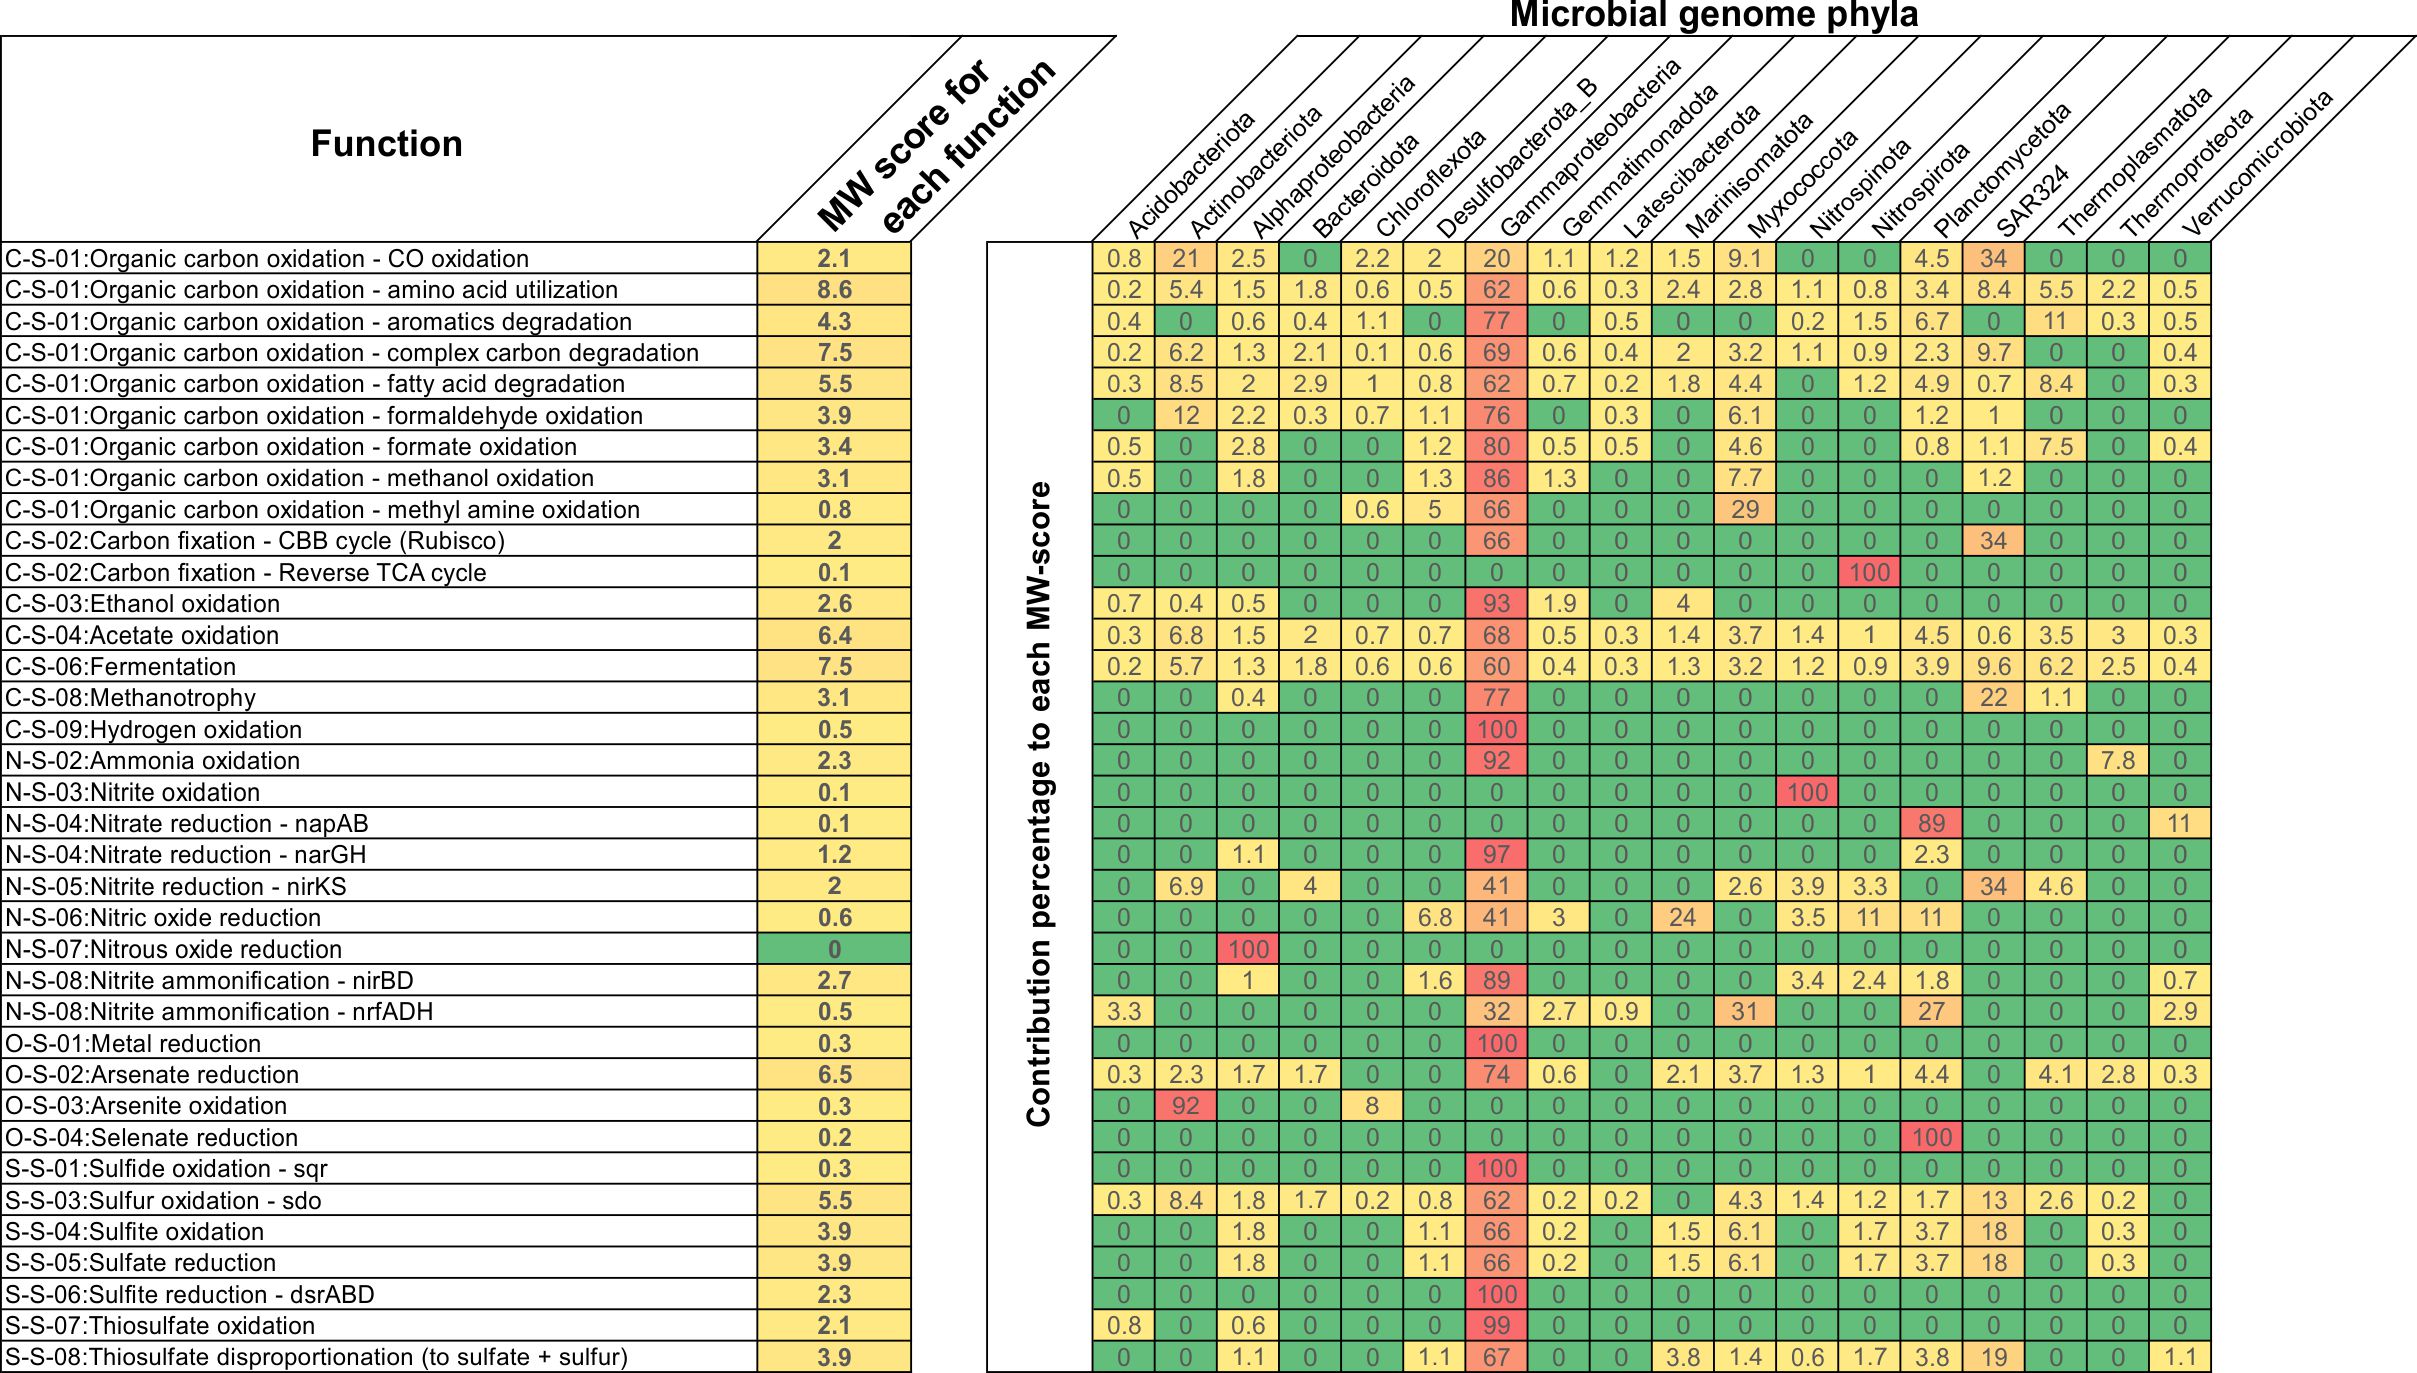 Microbial genome phyla
Function
MW score for
each function
Acidobacteriota
Actinobacteriota
Alphaproteobacteria
Bacteroidota
Chloroflexota
Desulfobacterota_B
Gammaproteobacteria
Gemmatimonadota
Latescibacterota
Marinisomatota
Myxococcota
Nitrospinota
Nitrospirota
Planctomycetota
SAR324
Thermoplasmatota
Thermoproteota
Verrucomicrobiota
Contribution percentage to each MW-score
C-S-01:Organic carbon oxidation - CO oxidation 2.1 0.8 21 2.5 0 2.2 2 20 1.1 1.2 1.5 9.1 0 0 4.5 34 0 0 0
C-S-01:Organic carbon oxidation - amino acid utilization 8.6 0.2 5.4 1.5 1.8 0.6 0.5 62 0.6 0.3 2.4 2.8 1.1 0.8 3.4 8.4 5.5 2.2 0.5
C-S-01:Organic carbon oxidation - aromatics degradation 4.3 0.4 0 0.6 0.4 1.1 0 77 0 0.5 0 0 0.2 1.5 6.7 0 11 0.3 0.5
C-S-01:Organic carbon oxidation - complex carbon degradation 7.5 0.2 6.2 1.3 2.1 0.1 0.6 69 0.6 0.4 2 3.2 1.1 0.9 2.3 9.7 0 0 0.4
C-S-01:Organic carbon oxidation - fatty acid degradation 5.5 0.3 8.5 2 2.9 1 0.8 62 0.7 0.2 1.8 4.4 0 1.2 4.9 0.7 8.4 0 0.3
C-S-01:Organic carbon oxidation - formaldehyde oxidation 3.9 0 12 2.2 0.3 0.7 1.1 76 0 0.3 0 6.1 0 0 1.2 1 0 0 0
C-S-01:Organic carbon oxidation - formate oxidation 3.4 0.5 0 2.8 0 0 1.2 80 0.5 0.5 0 4.6 0 0 0.8 1.1 7.5 0 0.4
C-S-01:Organic carbon oxidation - methanol oxidation 3.1 0.5 0 1.8 0 0 1.3 86 1.3 0 0 7.7 0 0 0 1.2 0 0 0
C-S-01:Organic carbon oxidation - methyl amine oxidation 0.8 0 0 0 0 0.6 5 66 0 0 0 29 0 0 0 0 0 0 0
C-S-02:Carbon fixation - CBB cycle (Rubisco) 2 0 0 0 0 0 0 66 0 0 0 0 0 0 0 34 0 0 0
C-S-02:Carbon fixation - Reverse TCA cycle 0.1 0 0 0 0 0 0 0 0 0 0 0 0 100 0 0 0 0 0
C-S-03:Ethanol oxidation 2.6 0.7 0.4 0.5 0 0 0 93 1.9 0 4 0 0 0 0 0 0 0 0
C-S-04:Acetate oxidation 6.4 0.3 6.8 1.5 2 0.7 0.7 68 0.5 0.3 1.4 3.7 1.4 1 4.5 0.6 3.5 3 0.3
C-S-06:Fermentation 7.5 0.2 5.7 1.3 1.8 0.6 0.6 60 0.4 0.3 1.3 3.2 1.2 0.9 3.9 9.6 6.2 2.5 0.4
C-S-08:Methanotrophy 3.1 0 0 0.4 0 0 0 77 0 0 0 0 0 0 0 22 1.1 0 0
C-S-09:Hydrogen oxidation 0.5 0 0 0 0 0 0 100 0 0 0 0 0 0 0 0 0 0 0
N-S-02:Ammonia oxidation 2.3 0 0 0 0 0 0 92 0 0 0 0 0 0 0 0 0 7.8 0
N-S-03:Nitrite oxidation 0.1 0 0 0 0 0 0 0 0 0 0 0 100 0 0 0 0 0 0
N-S-04:Nitrate reduction - napAB 0.1 0 0 0 0 0 0 0 0 0 0 0 0 0 89 0 0 0 11
N-S-04:Nitrate reduction - narGH 1.2 0 0 1.1 0 0 0 97 0 0 0 0 0 0 2.3 0 0 0 0
N-S-05:Nitrite reduction - nirKS 2 0 6.9 0 4 0 0 41 0 0 0 2.6 3.9 3.3 0 34 4.6 0 0
N-S-06:Nitric oxide reduction 0.6 0 0 0 0 0 6.8 41 3 0 24 0 3.5 11 11 0 0 0 0
N-S-07:Nitrous oxide reduction 0 0 0 100 0 0 0 0 0 0 0 0 0 0 0 0 0 0 0
N-S-08:Nitrite ammonification - nirBD 2.7 0 0 1 0 0 1.6 89 0 0 0 0 3.4 2.4 1.8 0 0 0 0.7
N-S-08:Nitrite ammonification - nrfADH 0.5 3.3 0 0 0 0 0 32 2.7 0.9 0 31 0 0 27 0 0 0 2.9
O-S-01:Metal reduction 0.3 0 0 0 0 0 0 100 0 0 0 0 0 0 0 0 0 0 0
O-S-02:Arsenate reduction 6.5 0.3 2.3 1.7 1.7 0 0 74 0.6 0 2.1 3.7 1.3 1 4.4 0 4.1 2.8 0.3
O-S-03:Arsenite oxidation 0.3 0 92 0 0 8 0 0 0 0 0 0 0 0 0 0 0 0 0
O-S-04:Selenate reduction 0.2 0 0 0 0 0 0 0 0 0 0 0 0 0 100 0 0 0 0
S-S-01:Sulfide oxidation - sqr 0.3 0 0 0 0 0 0 100 0 0 0 0 0 0 0 0 0 0 0
S-S-03:Sulfur oxidation - sdo 5.5 0.3 8.4 1.8 1.7 0.2 0.8 62 0.2 0.2 0 4.3 1.4 1.2 1.7 13 2.6 0.2 0
S-S-04:Sulfite oxidation 3.9 0 0 1.8 0 0 1.1 66 0.2 0 1.5 6.1 0 1.7 3.7 18 0 0.3 0
S-S-05:Sulfate reduction 3.9 0 0 1.8 0 0 1.1 66 0.2 0 1.5 6.1 0 1.7 3.7 18 0 0.3 0
S-S-06:Sulfite reduction - dsrABD 2.3 0 0 0 0 0 0 100 0 0 0 0 0 0 0 0 0 0 0
S-S-07:Thiosulfate oxidation 2.1 0.8 0 0.6 0 0 0 99 0 0 0 0 0 0 0 0 0 0 0
S-S-08:Thiosulfate disproportionation (to sulfate + sulfur) 3.9 0 0 1.1 0 0 1.1 67 0 0 3.8 1.4 0.6 1.7 3.8 19 0 0 1.1